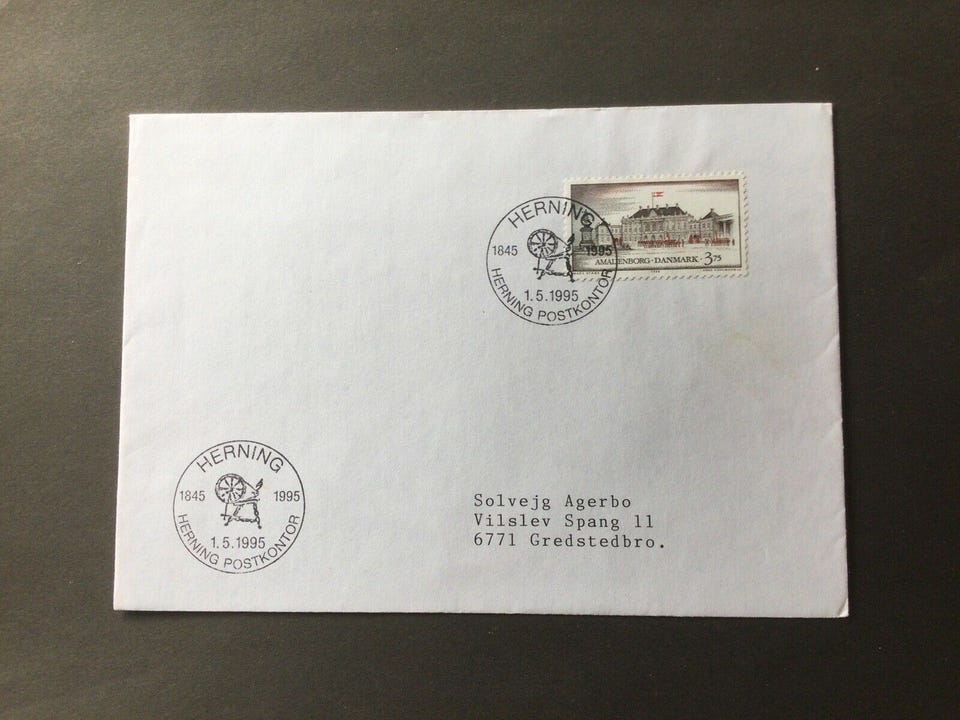 HERNING
1845 1995
1.5.1995
HERNING POSTKONTOR
AMALIENBORG · DANMARK · 3 75
HERNING
1845 1995
1.5.1995
HERNING POSTKONTOR
Solvejg Agerbo
Vilslev Spang 11
6771 Gredstedbro.